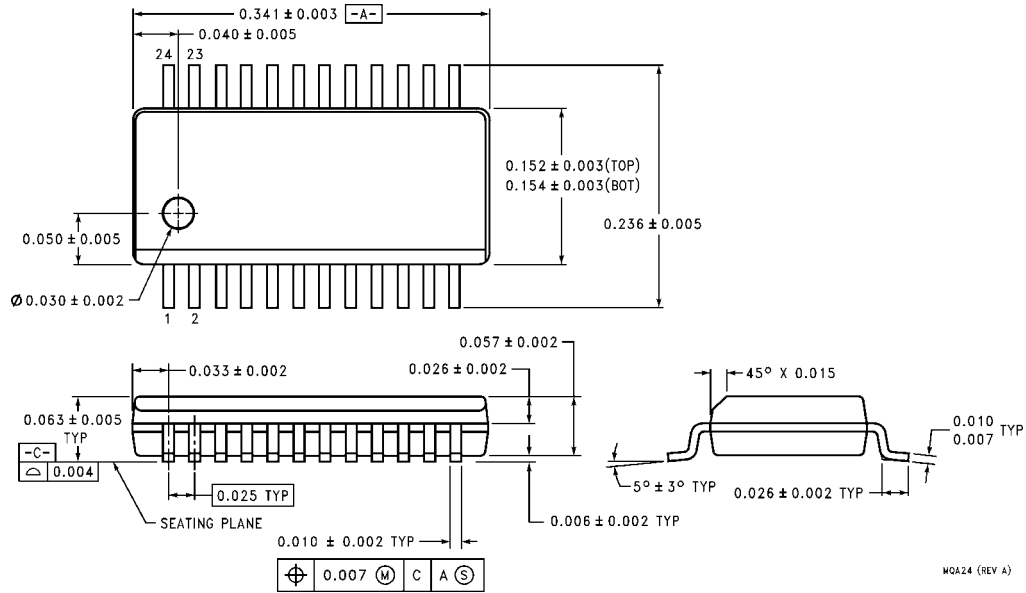 0.341 ± 0.003 -A-
0.040 ± 0.005
24 23
0.152 ± 0.003(TOP)
0.154 ± 0.003(BOT)
0.236 ± 0.005
0.050 ± 0.005
Ø 0.030 ± 0.002
1 2
0.057 ± 0.002
0.033 ± 0.002
0.026 ± 0.002
45° X 0.015
0.063 ± 0.005
TYP
0.010
0.007 TYP
-C-
⌓ 0.004
0.025 TYP
5° ± 3° TYP
0.026 ± 0.002 TYP
SEATING PLANE
0.006 ± 0.002 TYP
0.010 ± 0.002 TYP
⌖ 0.007 Ⓜ C A Ⓢ
MQA24 (REV A)